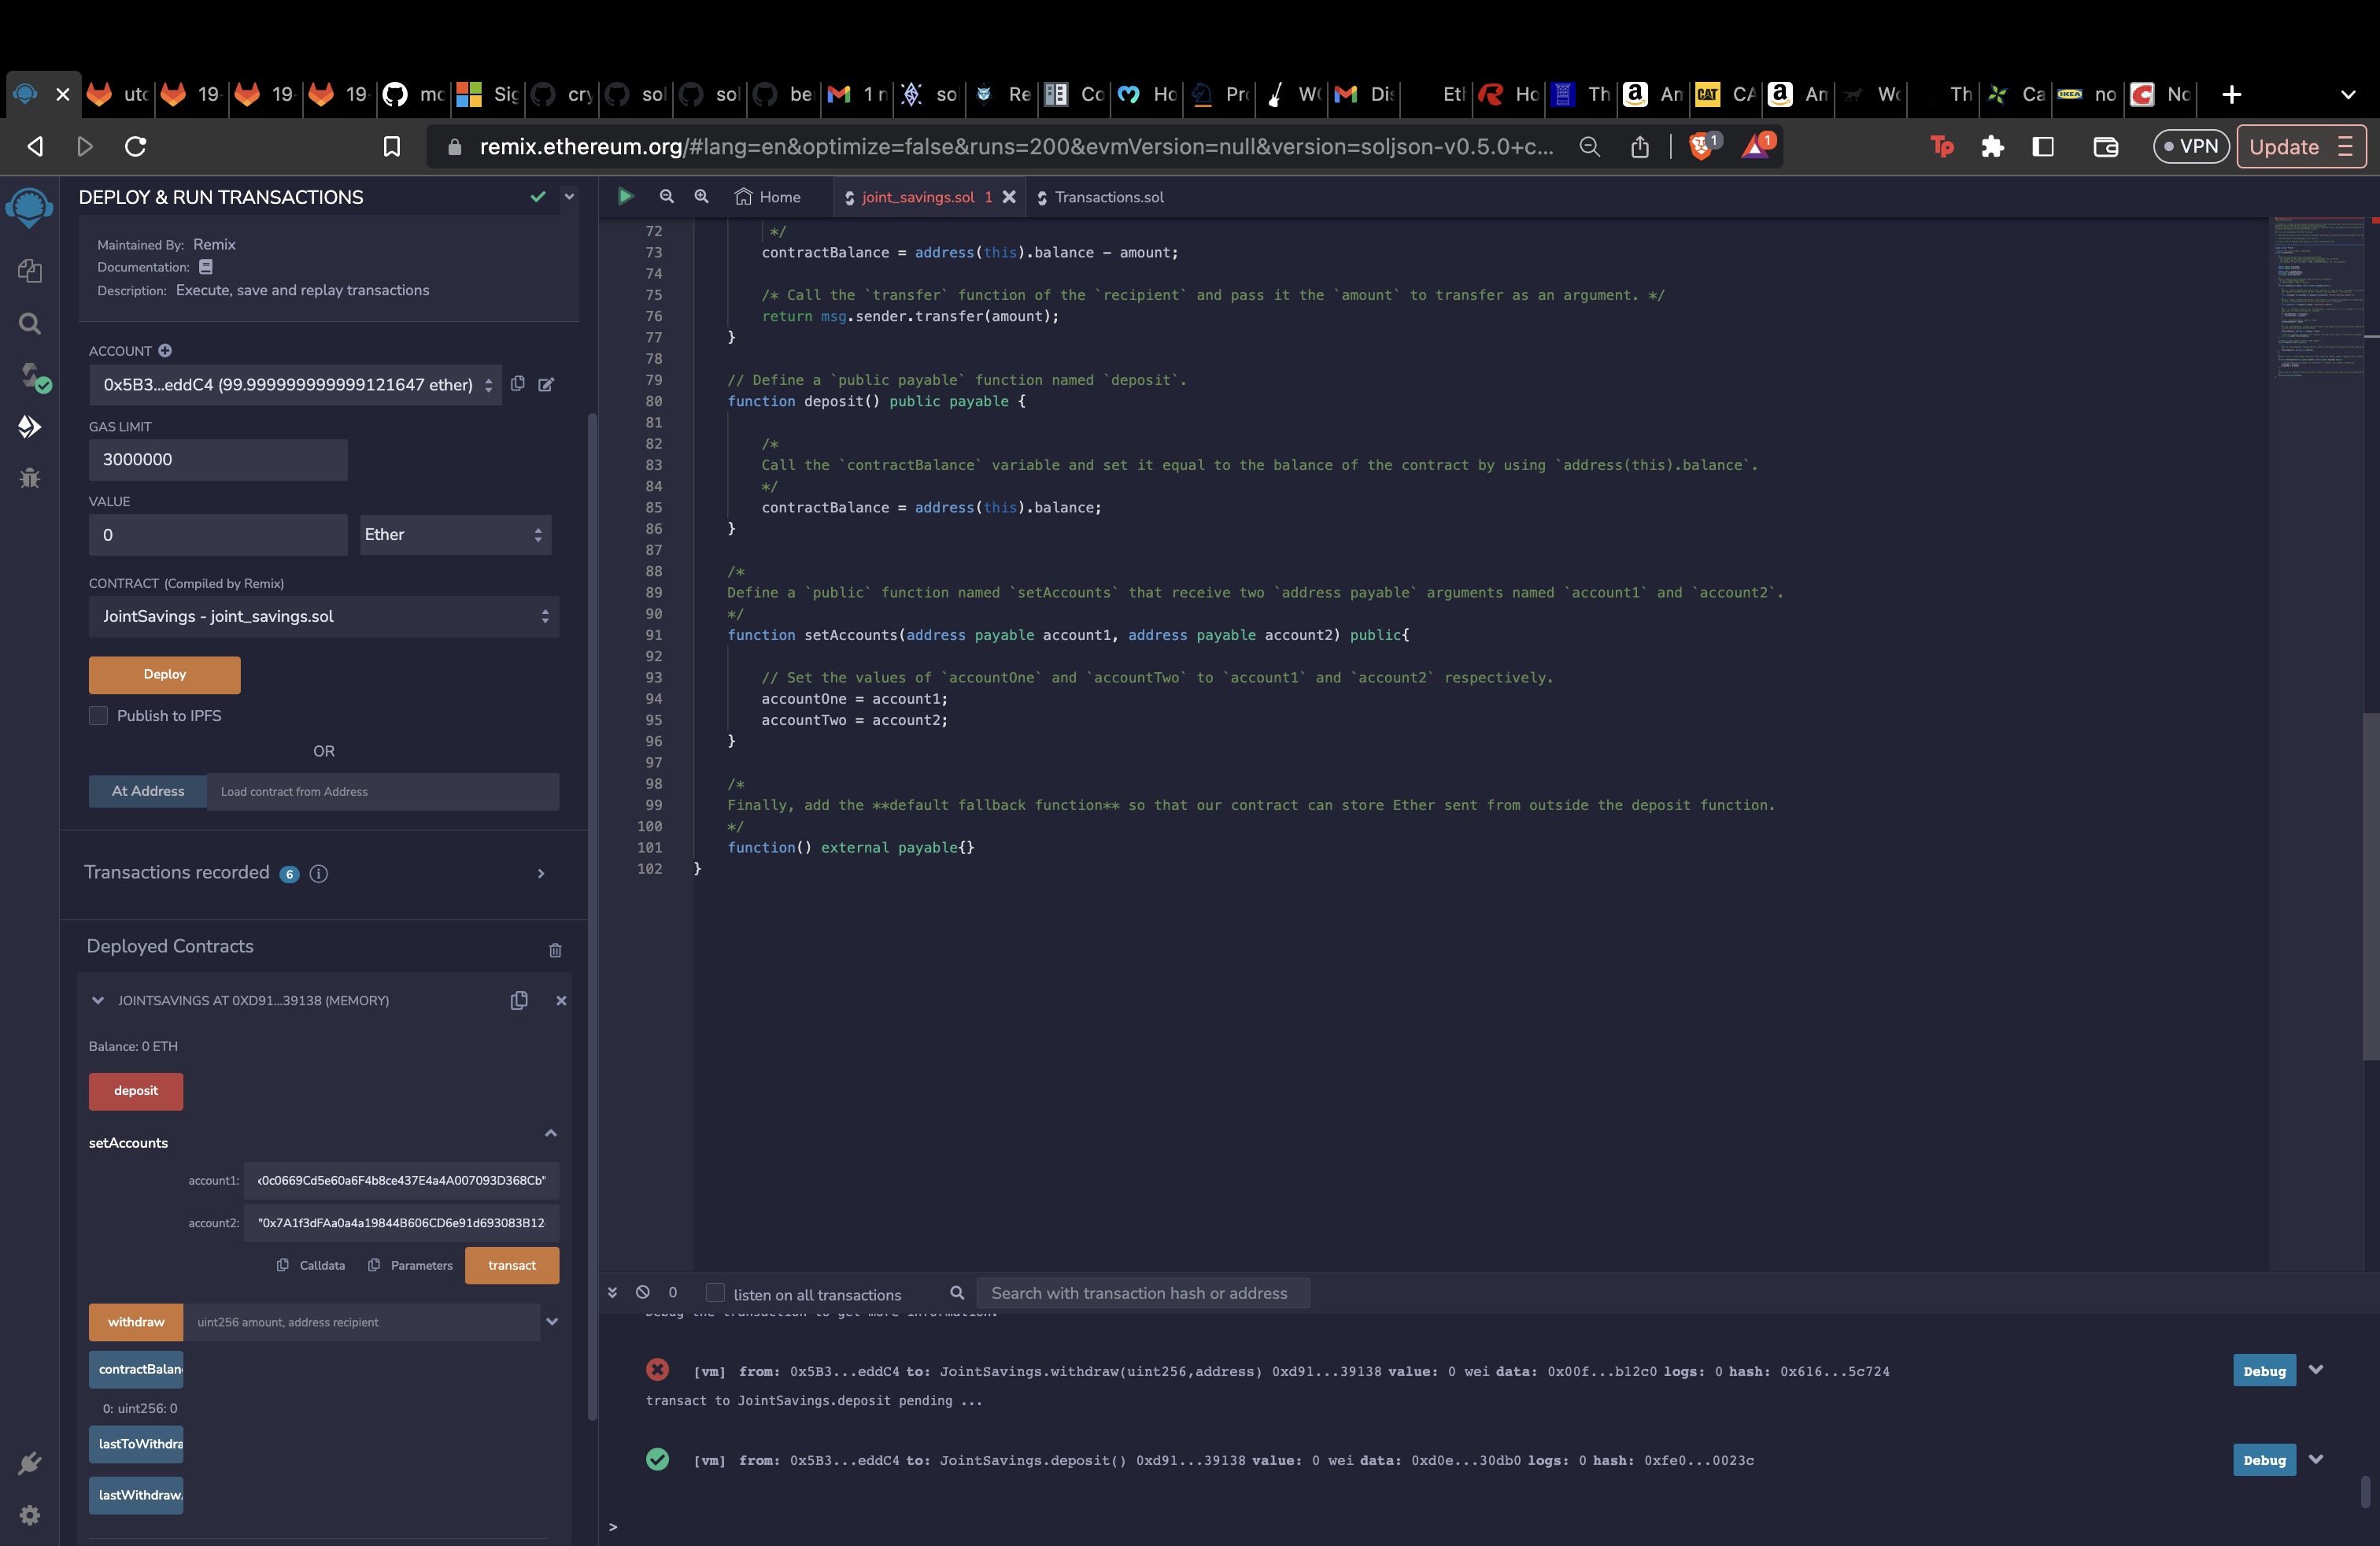 utc
19
19
19
mc
Sig
cry
sol
sol
be
1 n
so
Re
Co
Ho
Pro
Wo
Dis
Eth
Ho
Th
An
CAT
CA
An
Wo
Th
Ca
IKEA
no
No
remix.ethereum.org/#lang=en&optimize=false&runs=200&evmVersion=null&version=soljson-v0.5.0+c...
1
1
Tp
VPN
Update
DEPLOY & RUN TRANSACTIONS
Maintained By: Remix
Documentation:
Description: Execute, save and replay transactions
ACCOUNT
0x5B3...eddC4 (99.999999999999121647 ether)
GAS LIMIT
3000000
VALUE
0
Ether
CONTRACT (Compiled by Remix)
JointSavings - joint_savings.sol
Deploy
Publish to IPFS
OR
At Address
Load contract from Address
Transactions recorded 6 i
Deployed Contracts
JOINTSAVINGS AT 0XD91...39138 (MEMORY)
Balance: 0 ETH
deposit
setAccounts
account1: x0c0669Cd5e60a6F4b8ce437E4a4A007093D368Cb"
account2: "0x7A1f3dFAa0a4a19844B606CD6e91d693083B12
Calldata Parameters transact
withdraw uint256 amount, address recipient
contractBalan
0: uint256: 0
lastToWithdra
lastWithdraw
Home
joint_savings.sol 1
Transactions.sol
72 */
73 contractBalance = address(this).balance - amount;
74
75 /* Call the `transfer` function of the `recipient` and pass it the `amount` to transfer as an argument. */
76 return msg.sender.transfer(amount);
77 }
78
79 // Define a `public payable` function named `deposit`.
80 function deposit() public payable {
81
82 /*
83 Call the `contractBalance` variable and set it equal to the balance of the contract by using `address(this).balance`.
84 */
85 contractBalance = address(this).balance;
86 }
87
88 /*
89 Define a `public` function named `setAccounts` that receive two `address payable` arguments named `account1` and `account2`.
90 */
91 function setAccounts(address payable account1, address payable account2) public{
92
93 // Set the values of `accountOne` and `accountTwo` to `account1` and `account2` respectively.
94 accountOne = account1;
95 accountTwo = account2;
96 }
97
98 /*
99 Finally, add the **default fallback function** so that our contract can store Ether sent from outside the deposit function.
100 */
101 function() external payable{}
102 }
0
listen on all transactions
Search with transaction hash or address
Debug the transaction to get more information.
[vm] from: 0x5B3...eddC4 to: JointSavings.withdraw(uint256,address) 0xd91...39138 value: 0 wei data: 0x00f...b12c0 logs: 0 hash: 0x616...5c724
Debug
transact to JointSavings.deposit pending ...
[vm] from: 0x5B3...eddC4 to: JointSavings.deposit() 0xd91...39138 value: 0 wei data: 0xd0e...30db0 logs: 0 hash: 0xfe0...0023c
Debug
>